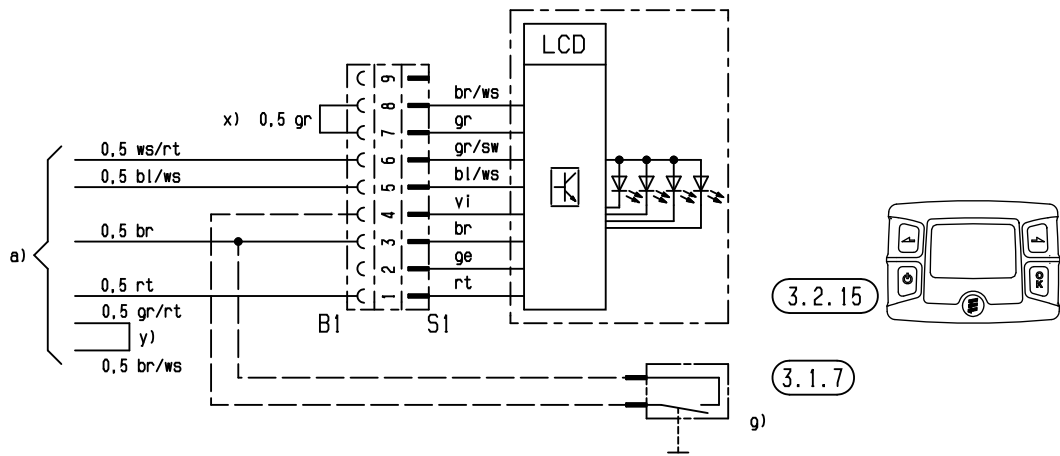 LCD
9
br/ws
8
x) 0,5 gr
gr
7
0,5 ws/rt
gr/sw
6
0,5 bl/ws
bl/ws
5
vi
4
0,5 br
br
3
a)
ge
2
0,5 rt
rt
1
0,5 gr/rt
B1
S1
y)
0,5 br/ws
3.2.15
OK
3.1.7
g)